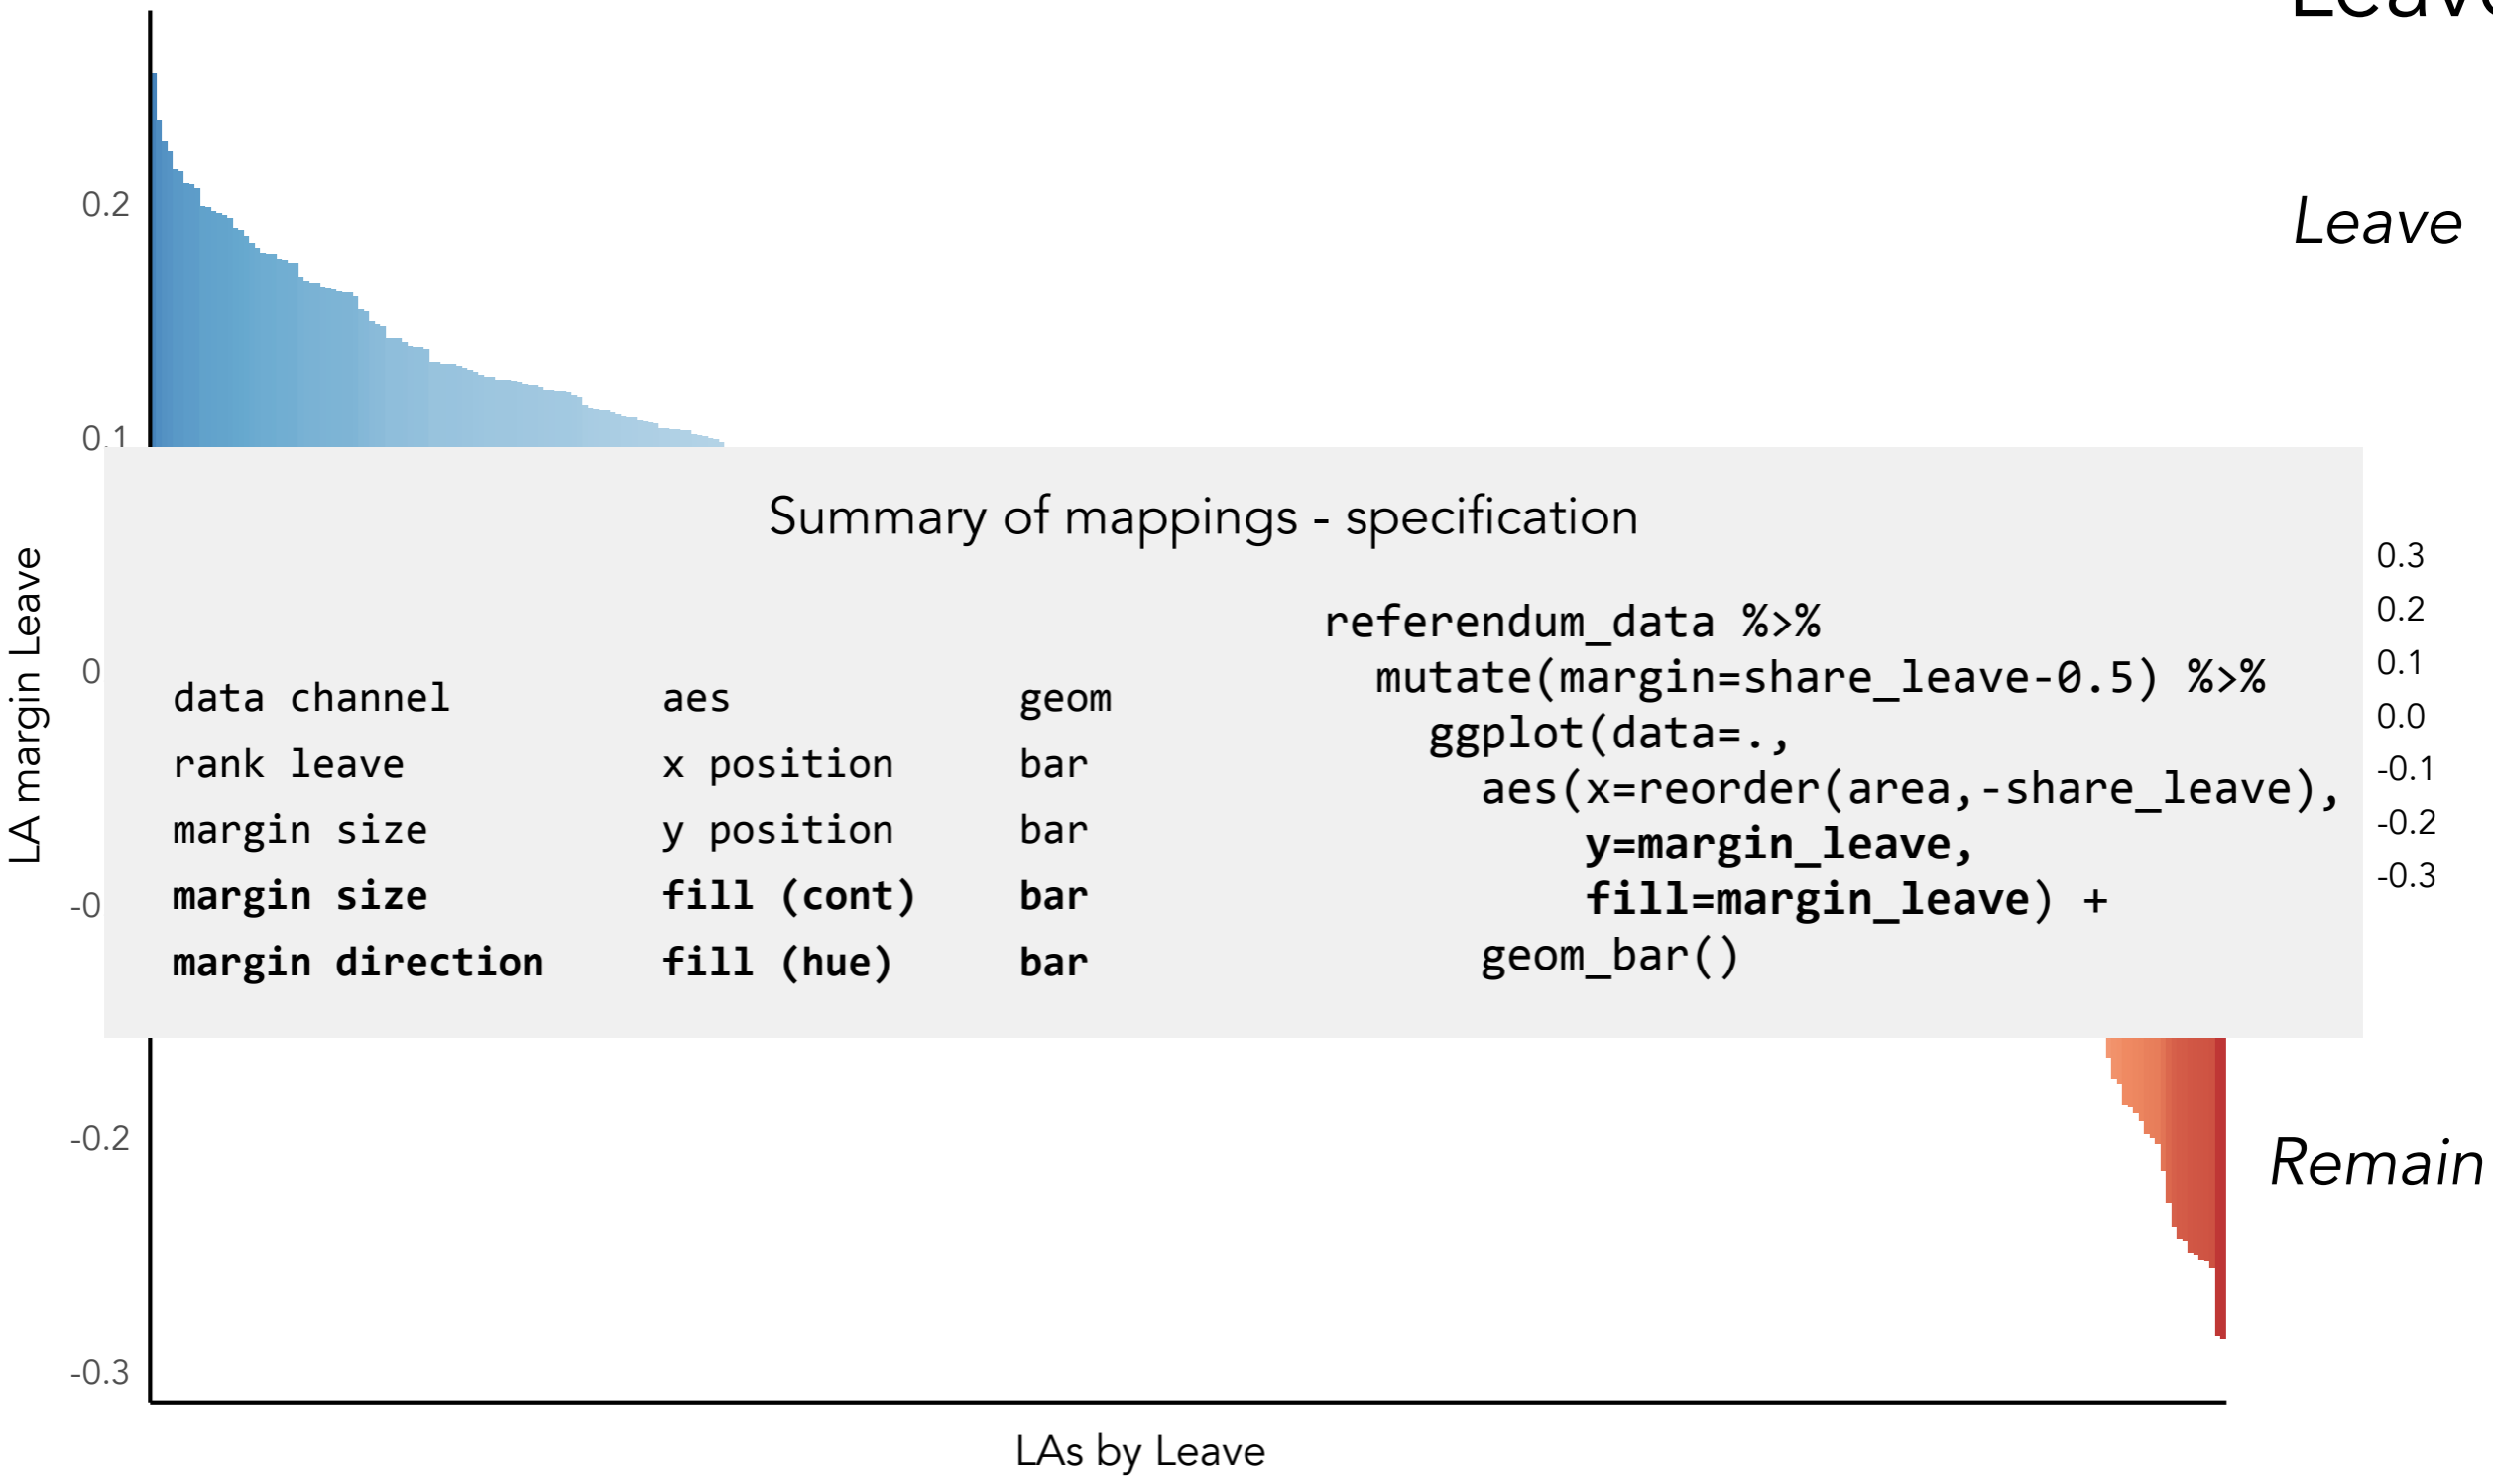 Leave
0.2
0.1
0
-0
-0.2
-0.3
LA margin Leave
LAs by Leave
Summary of mappings - specification
data channel aes geom
rank leave x position bar
margin size y position bar
margin size fill (cont) bar
margin direction fill (hue) bar
referendum_data %>%
mutate(margin=share_leave-0.5) %>%
ggplot(data=.,
aes(x=reorder(area,-share_leave),
y=margin_leave,
fill=margin_leave) +
geom_bar()
0.3
0.2
0.1
0.0
-0.1
-0.2
-0.3
Remain